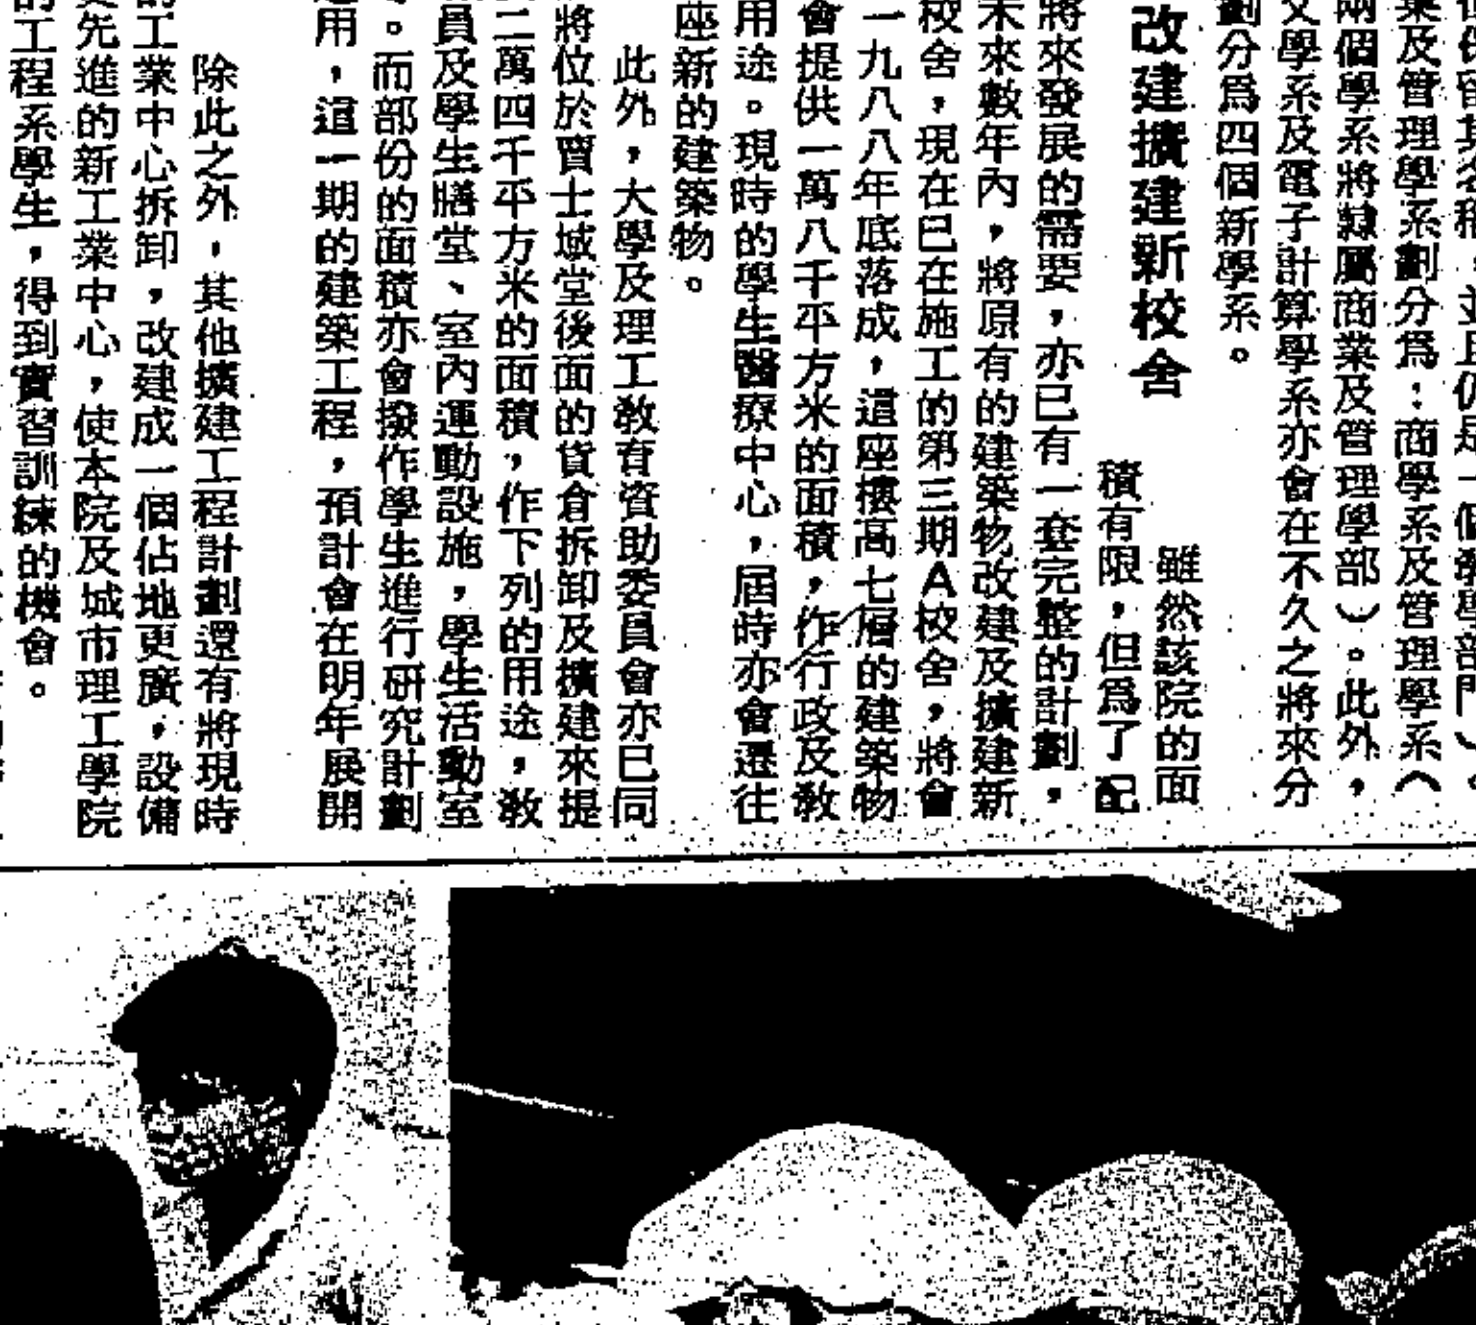 業及管理學系劃分爲：商學系及管理學系（
兩個學系將隸屬商業及管理學部）。此外，
文學系及電子計算學系亦會在不久之將來分
劃分爲四個新學系。
改建擴建新校舍
雖然該院的面
積有限，但爲了配
將來發展的需要，亦已有一套完整的計劃，
未來數年內，將原有的建築物改建及擴建新
校舍，現在已在施工的第三期A校舍，將會
一九八八年底落成，這座樓高七層的建築物
會提供一萬八千平方米的面積，作行政及教
用途。現時的學生醫療中心，屆時亦會遷往
座新的建築物。
此外，大學及理工教育資助委員會亦已同
將位於賈士域堂後面的貨倉拆卸及擴建來提
二萬四千平方米的面積，作下列的用途，教
員及學生膳堂、室內運動設施，學生活動室
。而部份的面積亦會撥作學生進行研究計劃
用，這一期的建築工程，預計會在明年展開
除此之外，其他擴建工程計劃還有將現時
工業中心拆卸，改建成一個佔地更廣，設備
先進的新工業中心，使本院及城市理工學院
的工程系學生，得到實習訓練的機會。